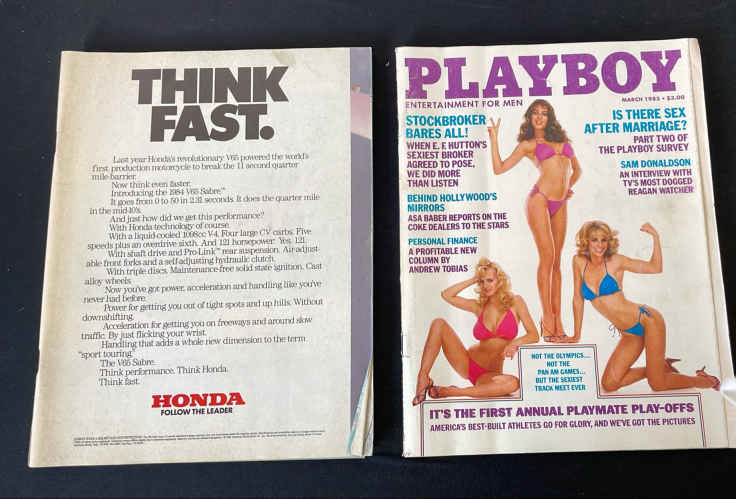 THINK
FAST.
Last year Honda's revolutionary V65 powered the world's
first production motorcycle to break the 11 second quarter
mile barrier.
Now think even faster.
Introducing the 1984 V65 Sabre.™
It goes from 0 to 50 in 2.31 seconds. It does the quarter mile
in the mid-10's.
And just how did we get this performance?
With Honda technology of course.
With a liquid-cooled 1098cc V-4. Four large CV carbs. Five
speeds plus an overdrive sixth. And 121 horsepower. Yes, 121.
With shaft drive and Pro-Link™ rear suspension. Air-adjust-
able front forks and a self-adjusting hydraulic clutch.
With triple discs. Maintenance-free solid state ignition. Cast
alloy wheels.
Now you've got power, acceleration and handling like you've
never had before.
Power for getting you out of tight spots and up hills. Without
downshifting.
Acceleration for getting you on freeways and around slow
traffic. By just flicking your wrist.
Handling that adds a whole new dimension to the term
"sport touring."
The V65 Sabre.
Think performance. Think Honda.
Think fast.
HONDA
FOLLOW THE LEADER
PLAYBOY
ENTERTAINMENT FOR MEN
MARCH 1983 • $3.00
STOCKBROKER
BARES ALL!
WHEN E. F. HUTTON'S
SEXIEST BROKER
AGREED TO POSE,
WE DID MORE
THAN LISTEN
BEHIND HOLLYWOOD'S
MIRRORS
ASA BABER REPORTS ON THE
COKE DEALERS TO THE STARS
PERSONAL FINANCE
A PROFITABLE NEW
COLUMN BY
ANDREW TOBIAS
IS THERE SEX
AFTER MARRIAGE?
PART TWO OF
THE PLAYBOY SURVEY
SAM DONALDSON
AN INTERVIEW WITH
TV'S MOST DOGGED
REAGAN WATCHER
NOT THE OLYMPICS...
NOT THE
PAN AM GAMES...
BUT THE SEXIEST
TRACK MEET EVER
IT'S THE FIRST ANNUAL PLAYMATE PLAY-OFFS
AMERICA'S BEST-BUILT ATHLETES GO FOR GLORY, AND WE'VE GOT THE PICTURES